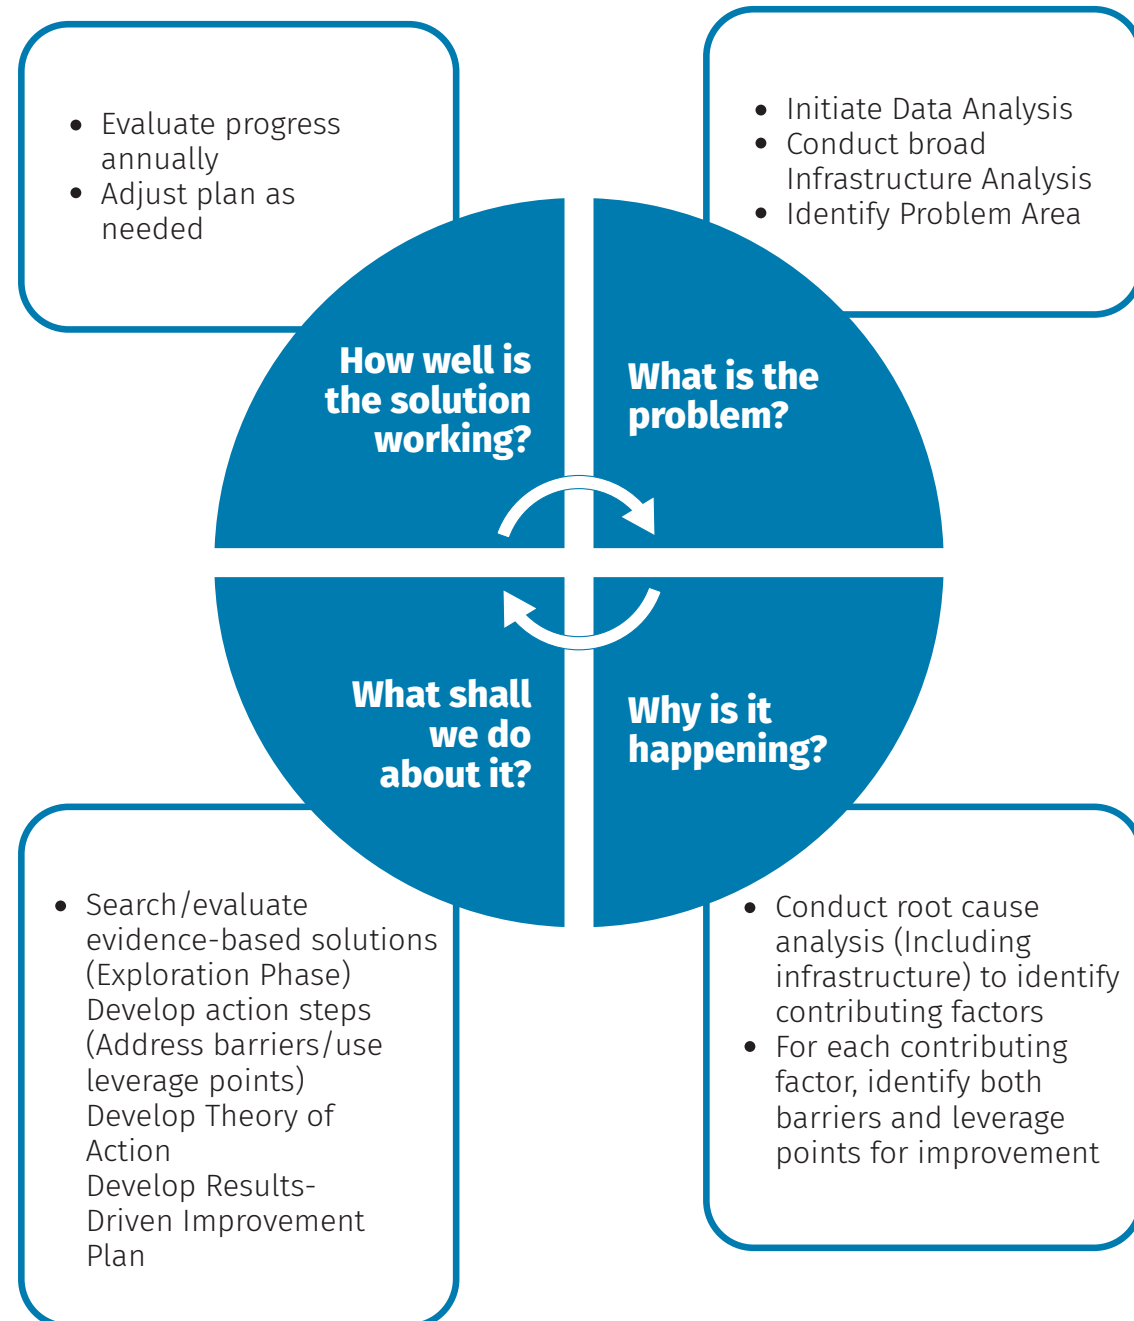 • Evaluate progress
annually
• Adjust plan as
needed
• Initiate Data Analysis
• Conduct broad
Infrastructure Analysis
• Identify Problem Area
How well is
the solution
working?
What is the
problem?
What shall
we do
about it?
Why is it
happening?
• Search/evaluate
evidence-based solutions
(Exploration Phase)
Develop action steps
(Address barriers/use
leverage points)
Develop Theory of
Action
Develop Results-
Driven Improvement
Plan
• Conduct root cause
analysis (Including
infrastructure) to identify
contributing factors
• For each contributing
factor, identify both
barriers and leverage
points for improvement